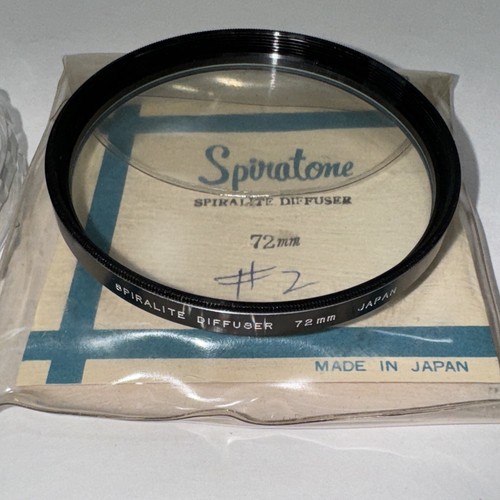 Spiratone
SPIRALITE DIFFUSER
72mm
#2
SPIRALITE DIFFUSER 72mm JAPAN
MADE IN JAPAN